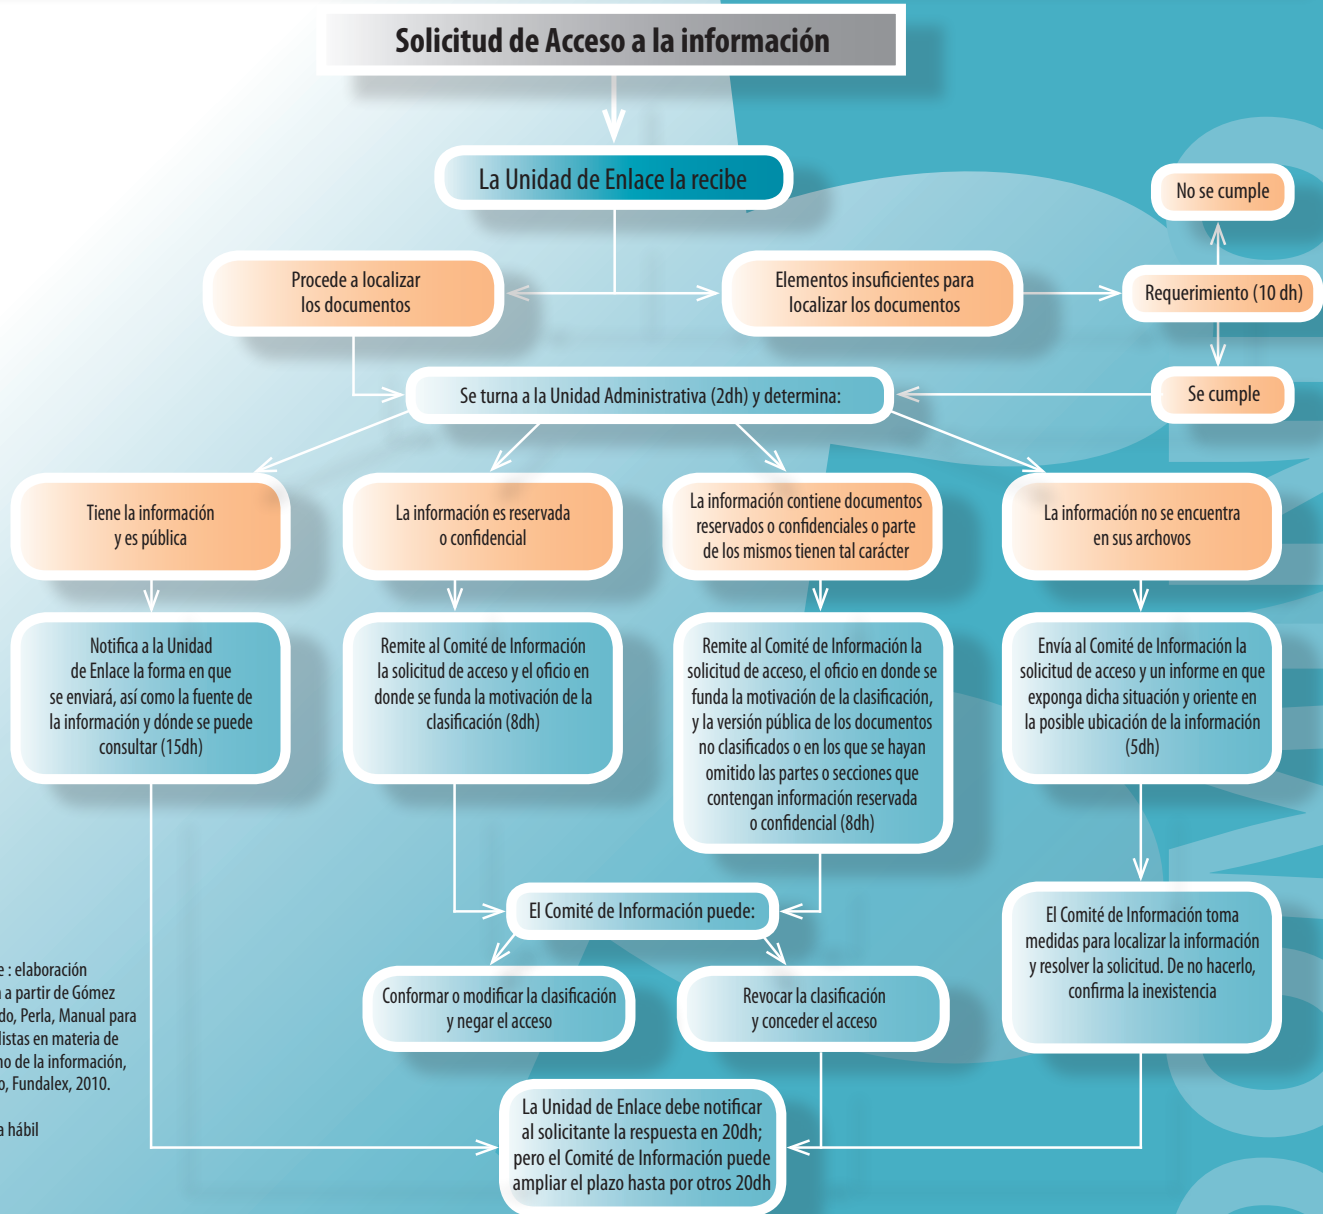 Solicitud de Acceso a la información
La Unidad de Enlace la recibe
No se cumple
Procede a localizar
los documentos
Elementos insuficientes para
localizar los documentos
Requerimiento (10 dh)
Se turna a la Unidad Administrativa (2dh) y determina:
Se cumple
Tiene la información
y es pública
La información es reservada
o confidencial
La información contiene documentos
reservados o confidenciales o parte
de los mismos tienen tal carácter
La información no se encuentra
en sus archovos
Notifica a la Unidad
de Enlace la forma en que
se enviará, así como la fuente de
la información y dónde se puede
consultar (15dh)
Remite al Comité de Información
la solicitud de acceso y el oficio en
donde se funda la motivación de la
clasificación (8dh)
Remite al Comité de Información la
solicitud de acceso, el oficio en donde se
funda la motivación de la clasificación,
y la versión pública de los documentos
no clasificados o en los que se hayan
omitido las partes o secciones que
contengan información reservada
o confidencial (8dh)
Envía al Comité de Información la
solicitud de acceso y un informe en que
exponga dicha situación y oriente en
la posible ubicación de la información
(5dh)
El Comité de Información puede:
El Comité de Información toma
medidas para localizar la información
y resolver la solicitud. De no hacerlo,
confirma la inexistencia
Conformar o modificar la clasificación
y negar el acceso
Revocar la clasificación
y conceder el acceso
e : elaboración
a partir de Gómez
do, Perla, Manual para
listas en materia de
no de la información,
o, Fundalex, 2010.
a hábil
La Unidad de Enlace debe notificar
al solicitante la respuesta en 20dh;
pero el Comité de Información puede
ampliar el plazo hasta por otros 20dh